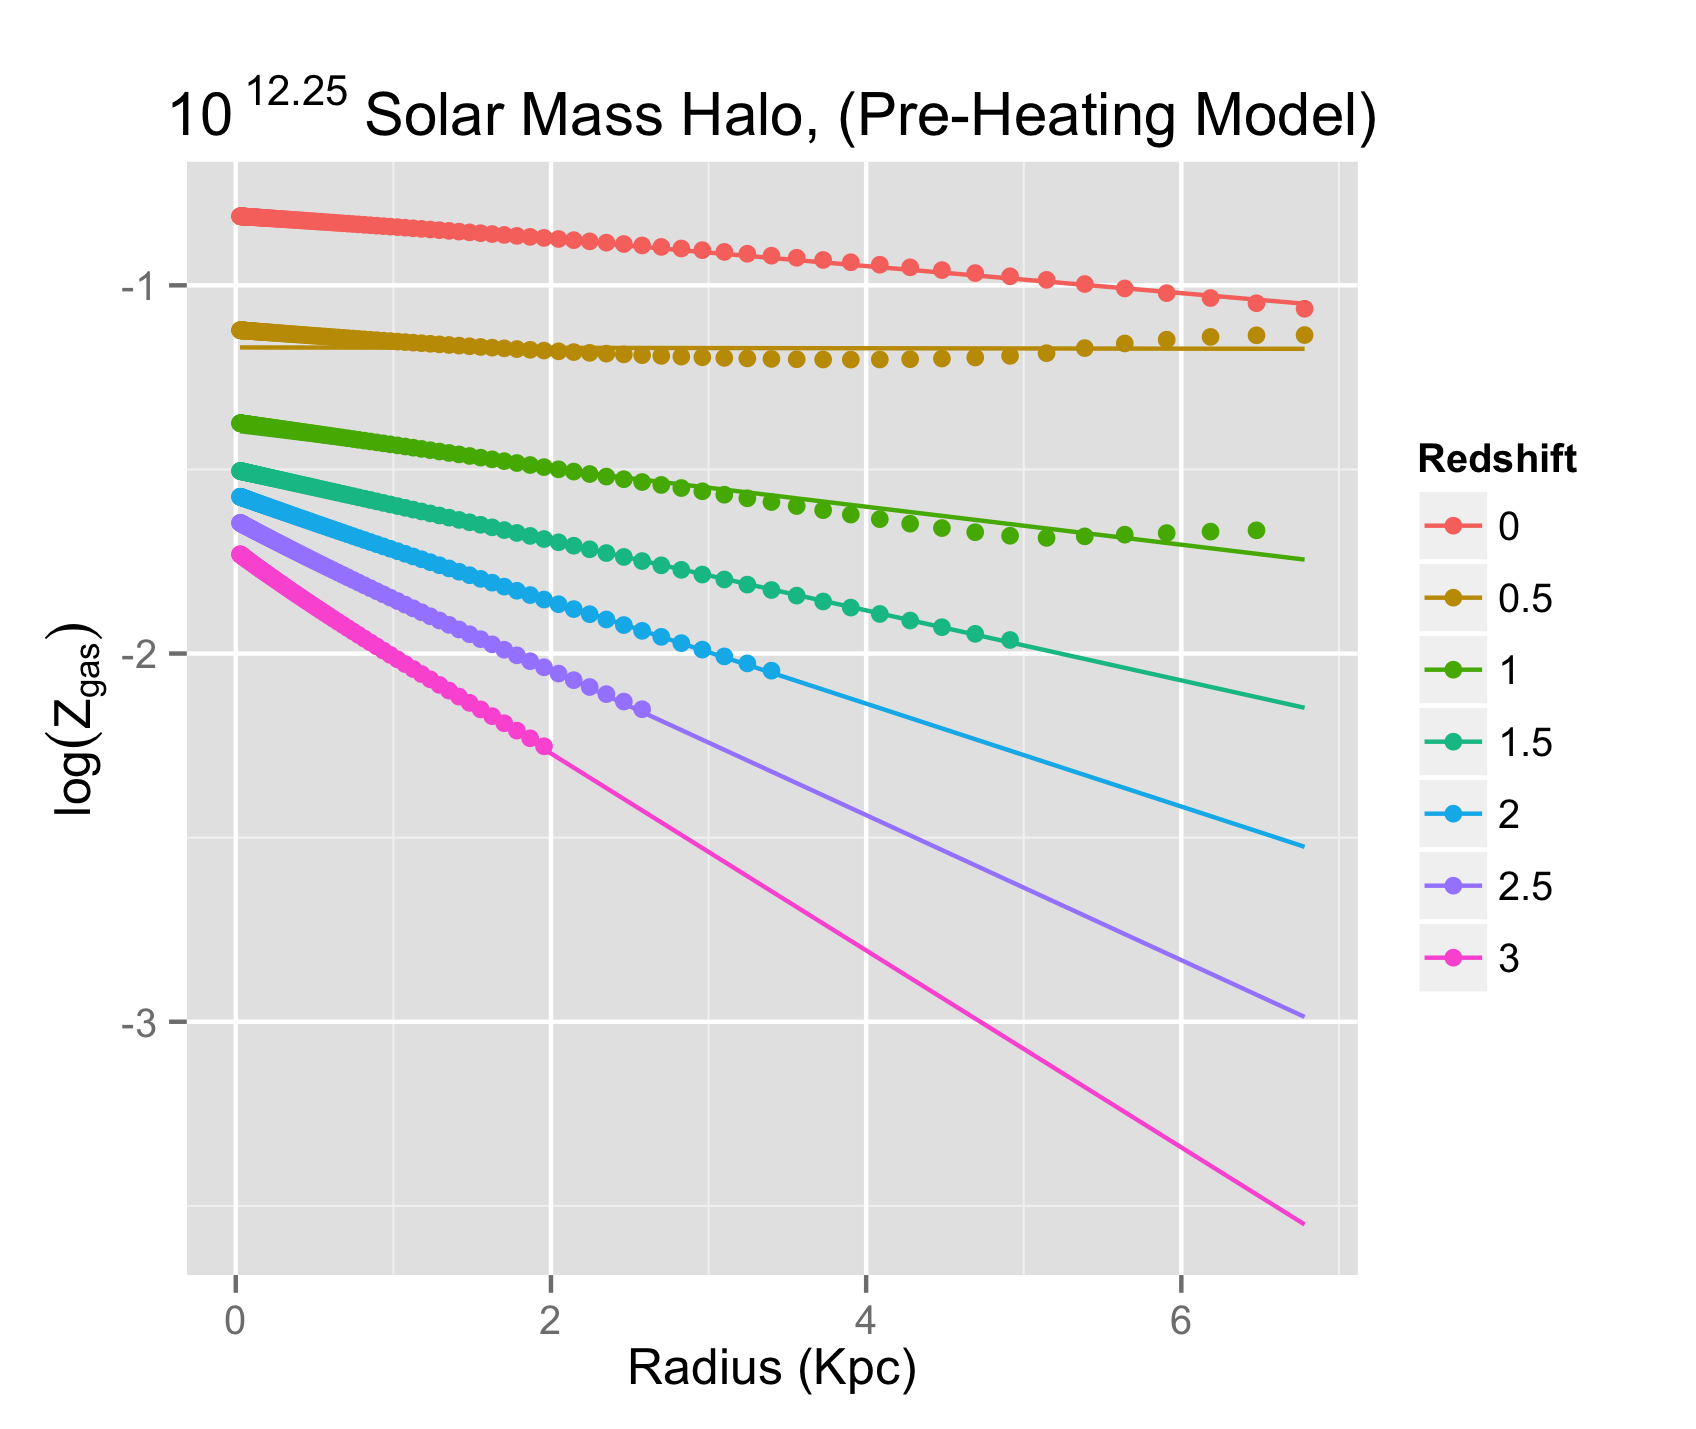 10^12.25 Solar Mass Halo, (Pre-Heating Model)
-1
-2
-3
log(Z_gas)
0 2 4 6
Radius (Kpc)
Redshift
0
0.5
1
1.5
2
2.5
3